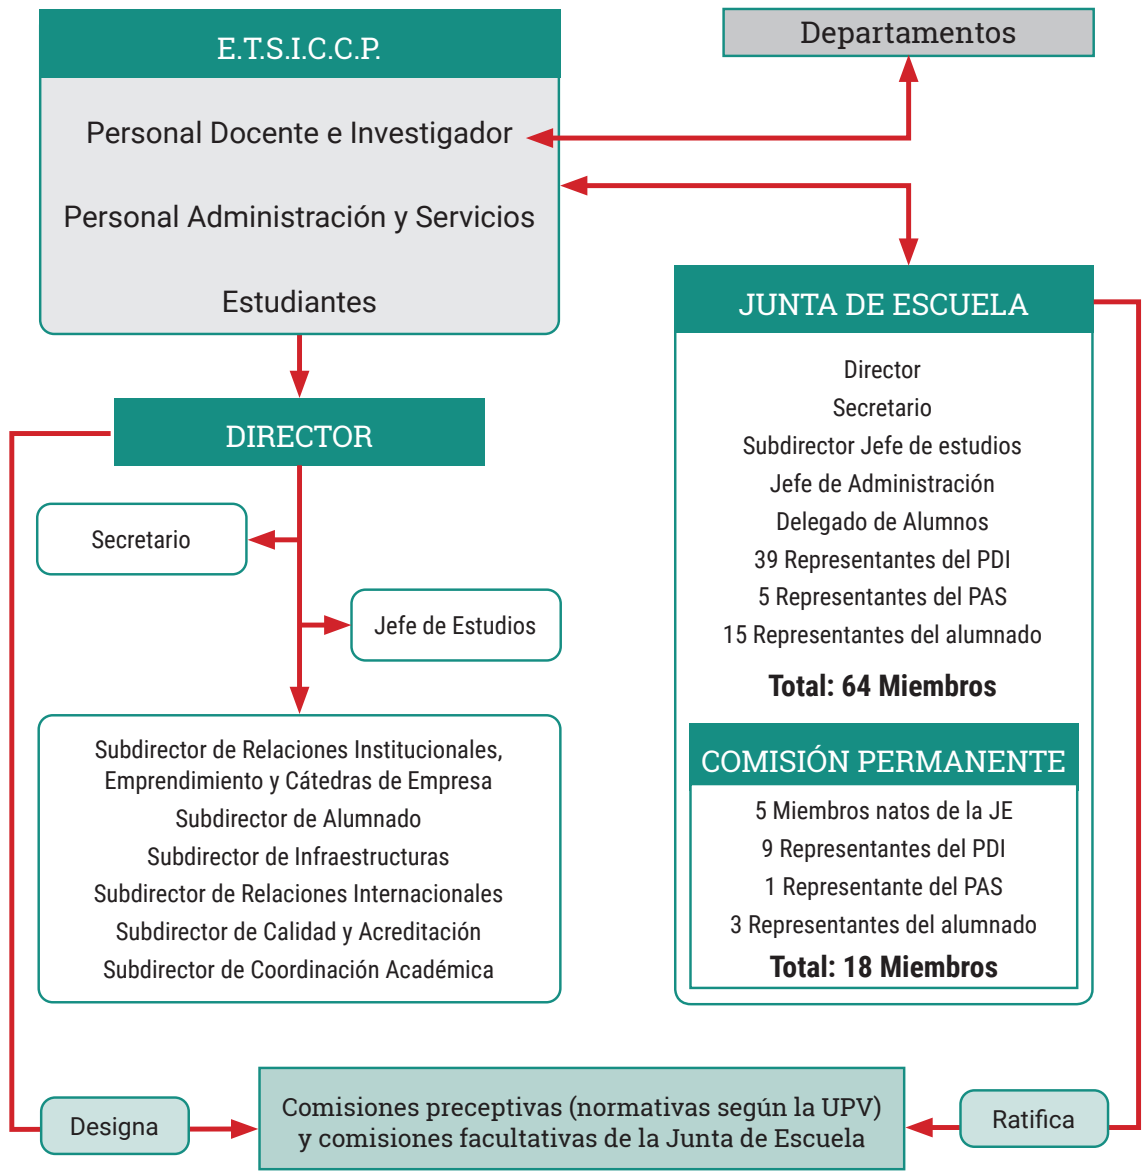 E.T.S.I.C.C.P.
Personal Docente e Investigador
Personal Administración y Servicios
Estudiantes
Departamentos
DIRECTOR
Secretario
Jefe de Estudios
Subdirector de Relaciones Institucionales,
Emprendimiento y Cátedras de Empresa
Subdirector de Alumnado
Subdirector de Infraestructuras
Subdirector de Relaciones Internacionales
Subdirector de Calidad y Acreditación
Subdirector de Coordinación Académica
JUNTA DE ESCUELA
Director
Secretario
Subdirector Jefe de estudios
Jefe de Administración
Delegado de Alumnos
39 Representantes del PDI
5 Representantes del PAS
15 Representantes del alumnado
Total: 64 Miembros
COMISIÓN PERMANENTE
5 Miembros natos de la JE
9 Representantes del PDI
1 Representante del PAS
3 Representantes del alumnado
Total: 18 Miembros
Designa
Comisiones preceptivas (normativas según la UPV)
y comisiones facultativas de la Junta de Escuela
Ratifica